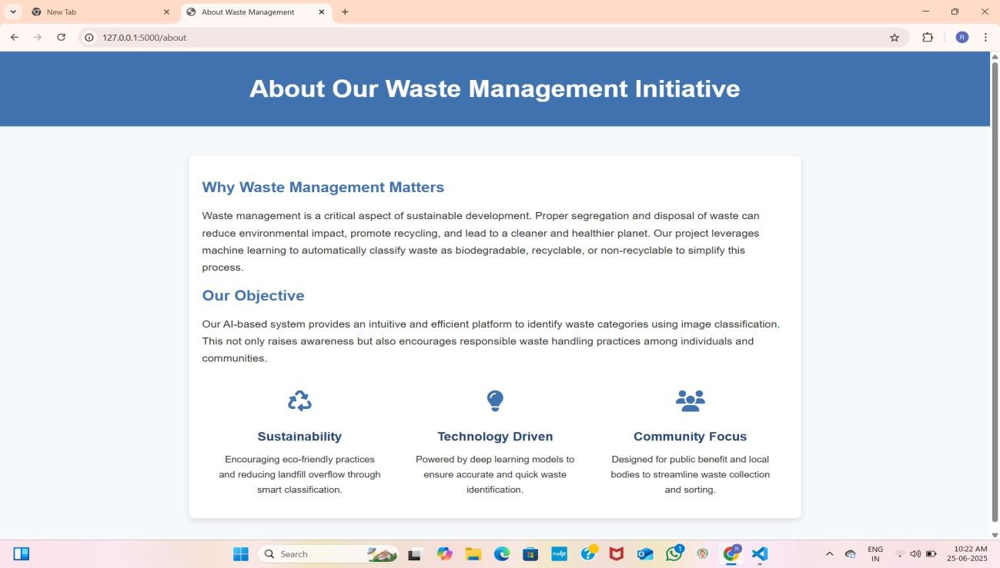 New Tab
About Waste Management
127.0.0.1:5000/about
R
About Our Waste Management Initiative
Why Waste Management Matters
Waste management is a critical aspect of sustainable development. Proper segregation and disposal of waste can
reduce environmental impact, promote recycling, and lead to a cleaner and healthier planet. Our project leverages
machine learning to automatically classify waste as biodegradable, recyclable, or non-recyclable to simplify this
process.
Our Objective
Our AI-based system provides an intuitive and efficient platform to identify waste categories using image classification.
This not only raises awareness but also encourages responsible waste handling practices among individuals and
communities.
Sustainability
Encouraging eco-friendly practices
and reducing landfill overflow through
smart classification.
Technology Driven
Powered by deep learning models to
ensure accurate and quick waste
identification.
Community Focus
Designed for public benefit and local
bodies to streamline waste collection
and sorting.
Search
myhp
1
R
ENG
IN
10:22 AM
25-06-2025